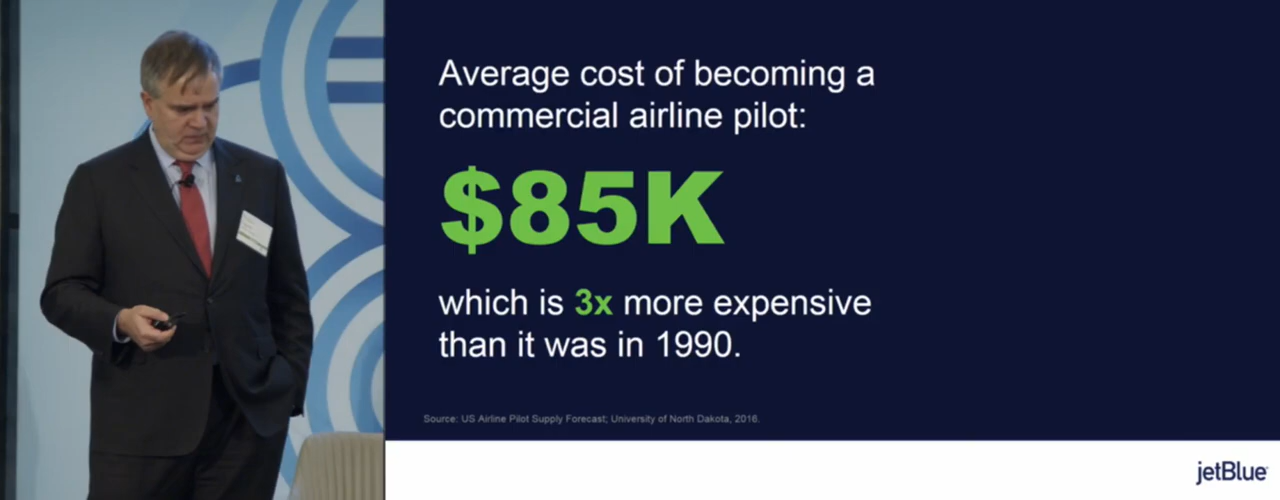 Average cost of becoming a
commercial airline pilot:
$85K
which is 3x more expensive
than it was in 1990.
Source: US Airline Pilot Supply Forecast; University of North Dakota, 2016.
jetBlue